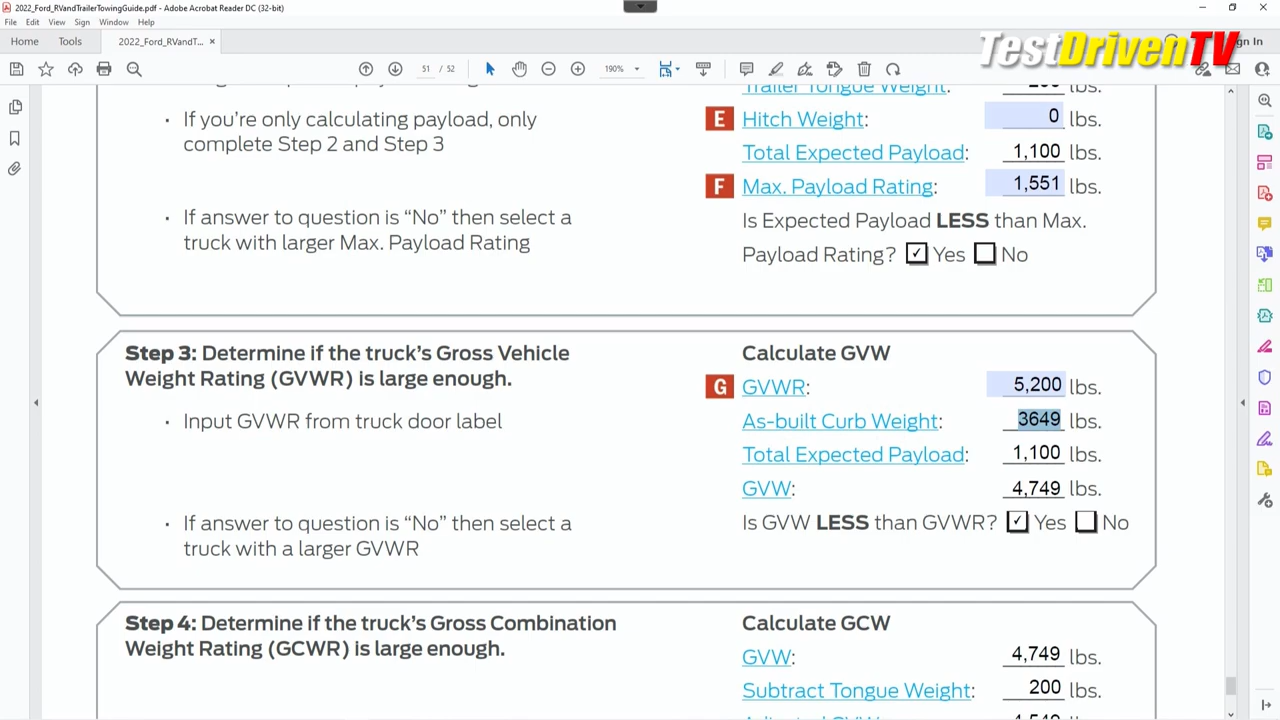 2022_Ford_RVandTrailerTowingGuide.pdf - Adobe Acrobat Reader DC (32-bit)
File Edit View Sign Window Help
Home Tools 2022_Ford_RVandT... × Sign In
TestDrivenTV
51 / 52 190%
Trailer Tongue Weight: 200 lbs.
· If you're only calculating payload, only
complete Step 2 and Step 3
E Hitch Weight: 0 lbs.
Total Expected Payload: 1,100 lbs.
F Max. Payload Rating: 1,551 lbs.
· If answer to question is "No" then select a
truck with larger Max. Payload Rating
Is Expected Payload LESS than Max.
Payload Rating? ✓ Yes No
Step 3: Determine if the truck's Gross Vehicle
Weight Rating (GVWR) is large enough.
Calculate GVW
G GVWR: 5,200 lbs.
· Input GVWR from truck door label
As-built Curb Weight: 3649 lbs.
Total Expected Payload: 1,100 lbs.
GVW: 4,749 lbs.
· If answer to question is "No" then select a
truck with a larger GVWR
Is GVW LESS than GVWR? ✓ Yes No
Step 4: Determine if the truck's Gross Combination
Weight Rating (GCWR) is large enough.
Calculate GCW
GVW: 4,749 lbs.
Subtract Tongue Weight: 200 lbs.